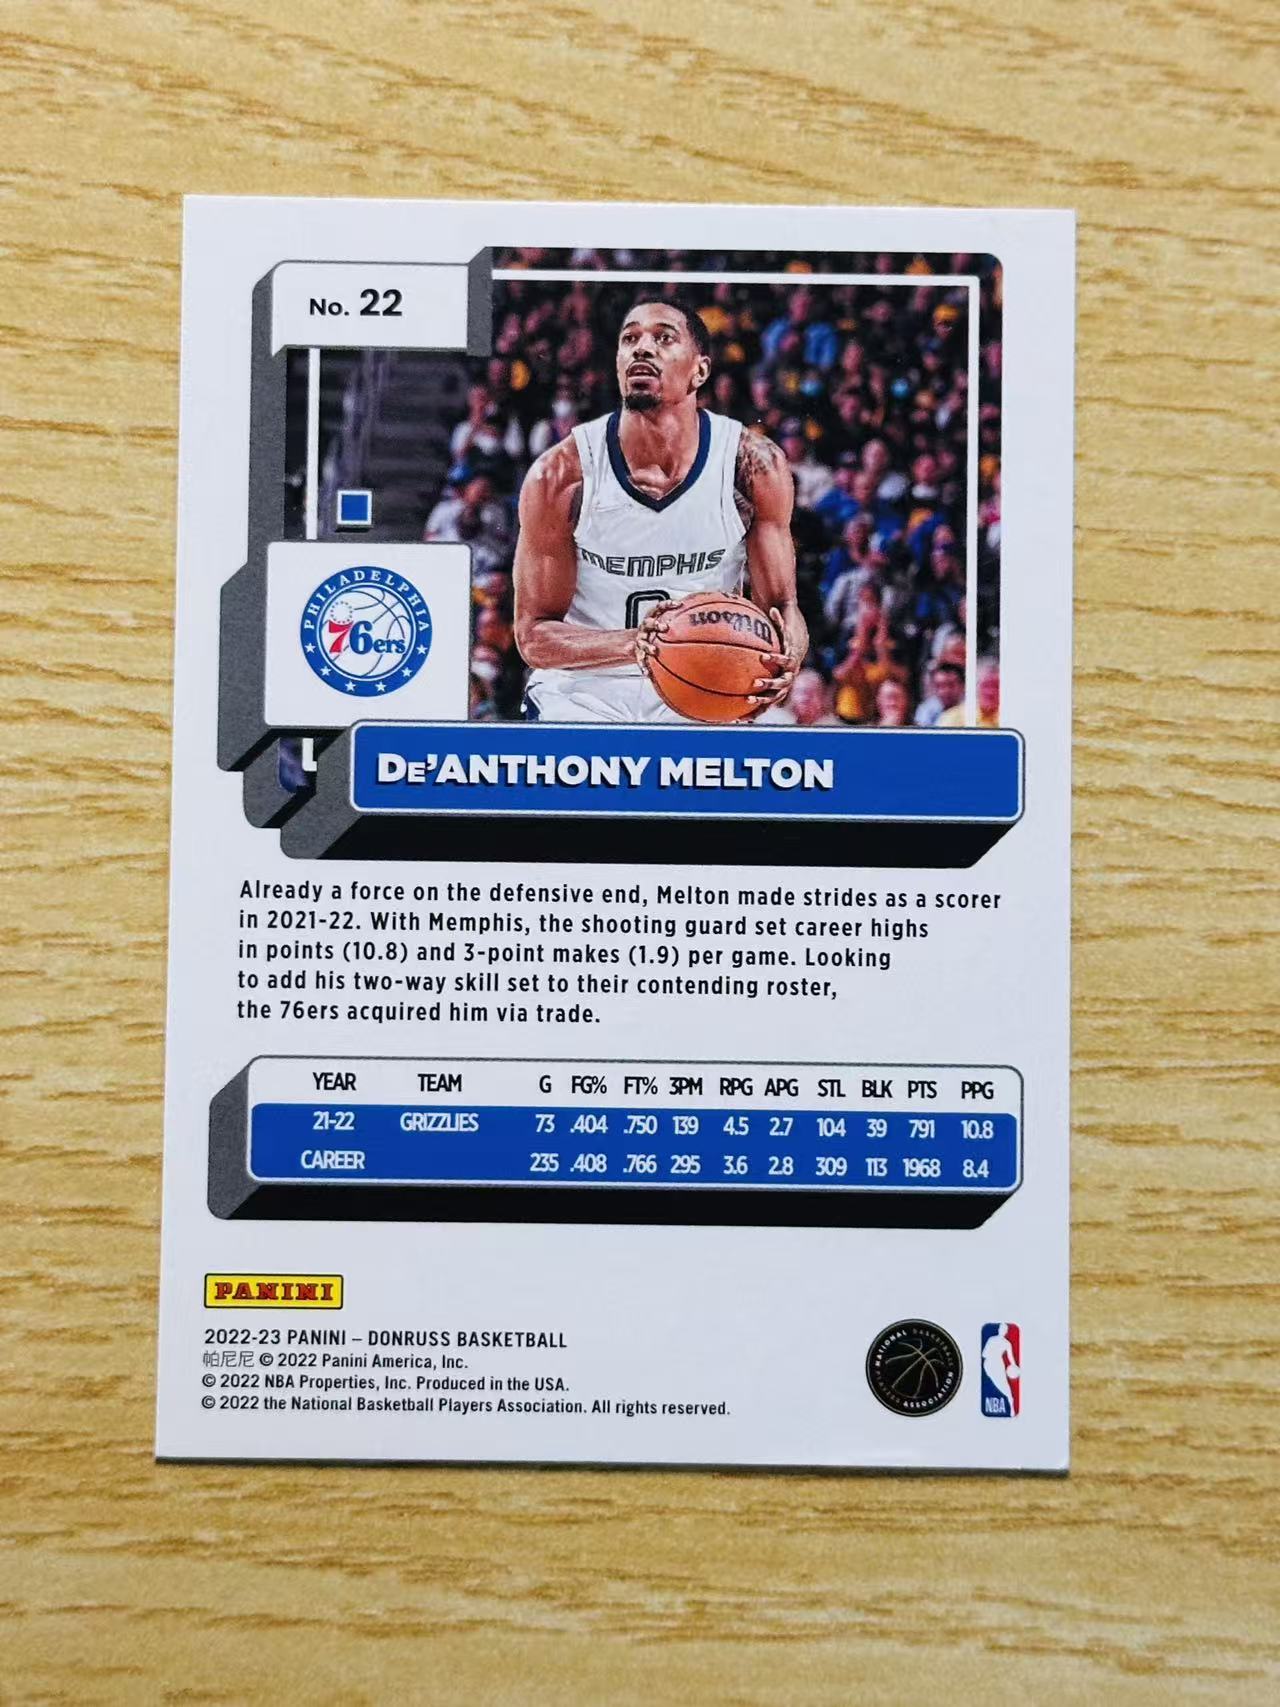 No. 22
MEMPHIS
0
Wilson
PHILADELPHIA
76ers
De'ANTHONY MELTON
Already a force on the defensive end, Melton made strides as a scorer
in 2021-22. With Memphis, the shooting guard set career highs
in points (10.8) and 3-point makes (1.9) per game. Looking
to add his two-way skill set to their contending roster,
the 76ers acquired him via trade.
YEAR TEAM G FG% FT% 3PM RPG APG STL BLK PTS PPG
21-22 GRIZZLIES 73 .404 .750 139 4.5 2.7 104 39 791 10.8
CAREER 235 .408 .766 295 3.6 2.8 309 113 1968 8.4
PANINI
2022-23 PANINI – DONRUSS BASKETBALL
帕尼尼 © 2022 Panini America, Inc.
© 2022 NBA Properties, Inc. Produced in the USA.
© 2022 the National Basketball Players Association. All rights reserved.
NATIONAL BASKETBALL
PLAYERS ASSOCIATION
NBA